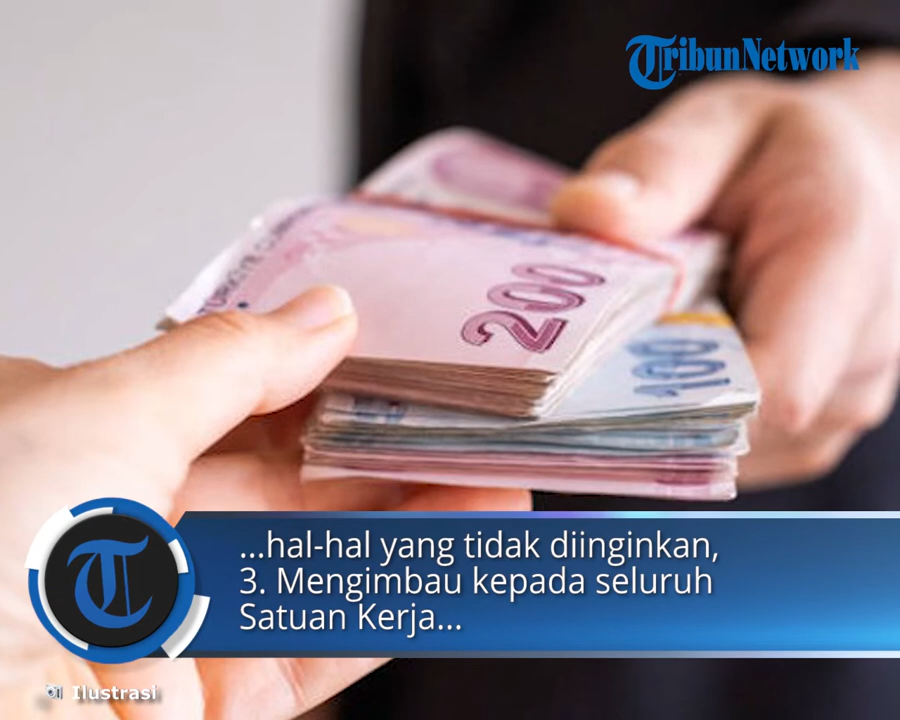 TribunNetwork
200
100
...hal-hal yang tidak diinginkan,
3. Mengimbau kepada seluruh
Satuan Kerja...
T
Ilustrasi